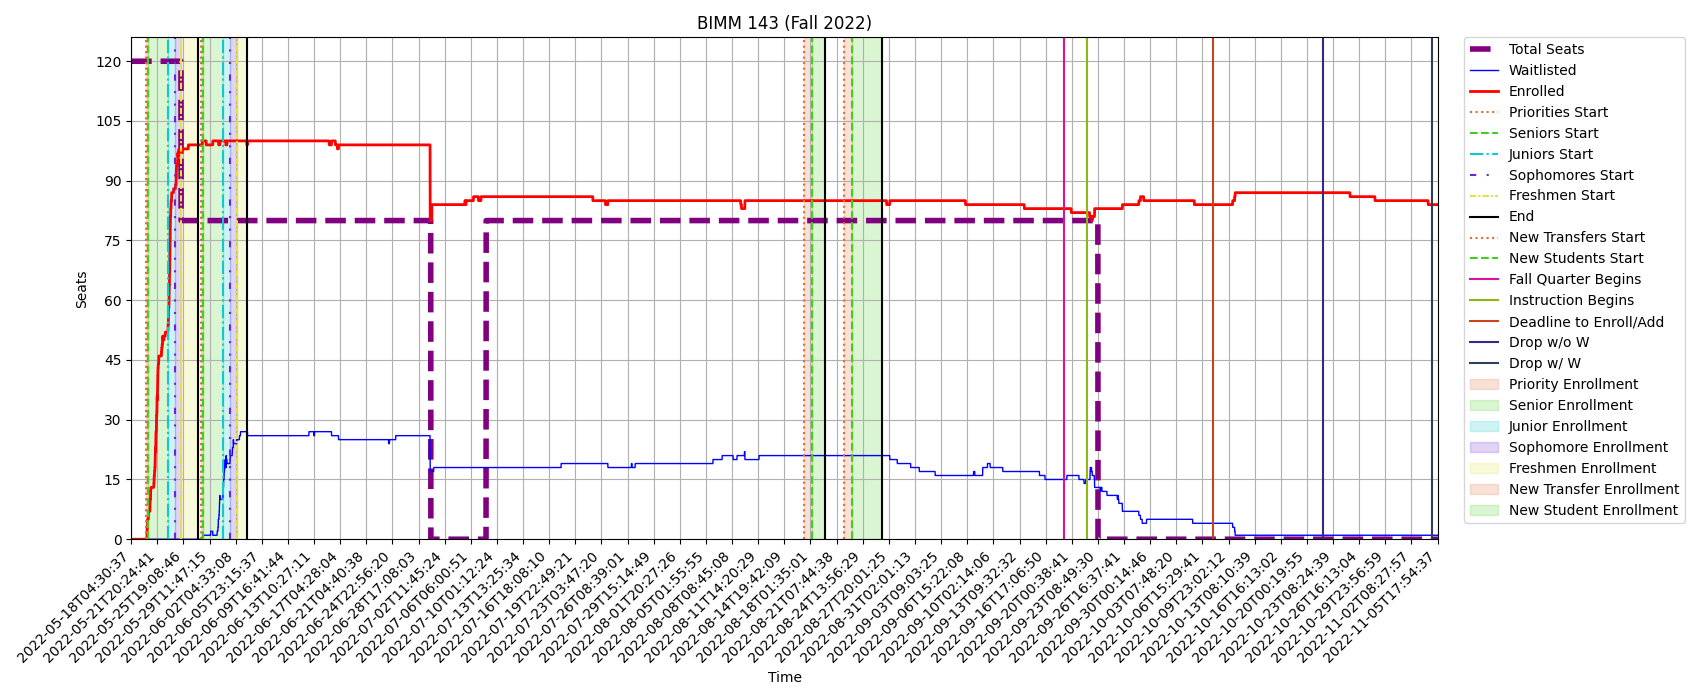 BIMM 143 (Fall 2022)
Seats
120
105
90
75
60
45
30
15
0
2022-05-18T04:30:37
2022-05-21T20:24:41
2022-05-25T19:08:46
2022-05-29T11:47:15
2022-06-02T04:33:08
2022-06-05T23:15:37
2022-06-09T16:41:44
2022-06-13T10:27:11
2022-06-17T04:28:04
2022-06-21T04:40:38
2022-06-24T22:56:20
2022-06-28T17:08:03
2022-07-02T11:45:24
2022-07-06T06:00:51
2022-07-10T01:12:24
2022-07-13T13:25:34
2022-07-16T18:08:10
2022-07-19T22:49:21
2022-07-23T03:47:20
2022-07-26T08:39:01
2022-07-29T15:14:49
2022-08-01T20:27:26
2022-08-05T01:55:55
2022-08-08T08:45:08
2022-08-11T14:20:29
2022-08-14T19:42:09
2022-08-18T01:35:01
2022-08-21T07:44:38
2022-08-24T13:56:29
2022-08-27T20:01:25
2022-08-31T02:01:13
2022-09-03T09:03:25
2022-09-06T15:22:08
2022-09-10T02:14:06
2022-09-13T09:32:32
2022-09-16T17:06:50
2022-09-20T00:38:41
2022-09-23T08:49:30
2022-09-26T16:37:41
2022-09-30T00:14:46
2022-10-03T07:48:20
2022-10-06T15:29:41
2022-10-09T23:02:12
2022-10-13T08:10:39
2022-10-16T16:13:02
2022-10-20T00:19:55
2022-10-23T08:24:39
2022-10-26T16:13:04
2022-10-29T23:56:59
2022-11-02T08:27:57
2022-11-05T17:54:37
Time
Total Seats
Waitlisted
Enrolled
Priorities Start
Seniors Start
Juniors Start
Sophomores Start
Freshmen Start
End
New Transfers Start
New Students Start
Fall Quarter Begins
Instruction Begins
Deadline to Enroll/Add
Drop w/o W
Drop w/ W
Priority Enrollment
Senior Enrollment
Junior Enrollment
Sophomore Enrollment
Freshmen Enrollment
New Transfer Enrollment
New Student Enrollment